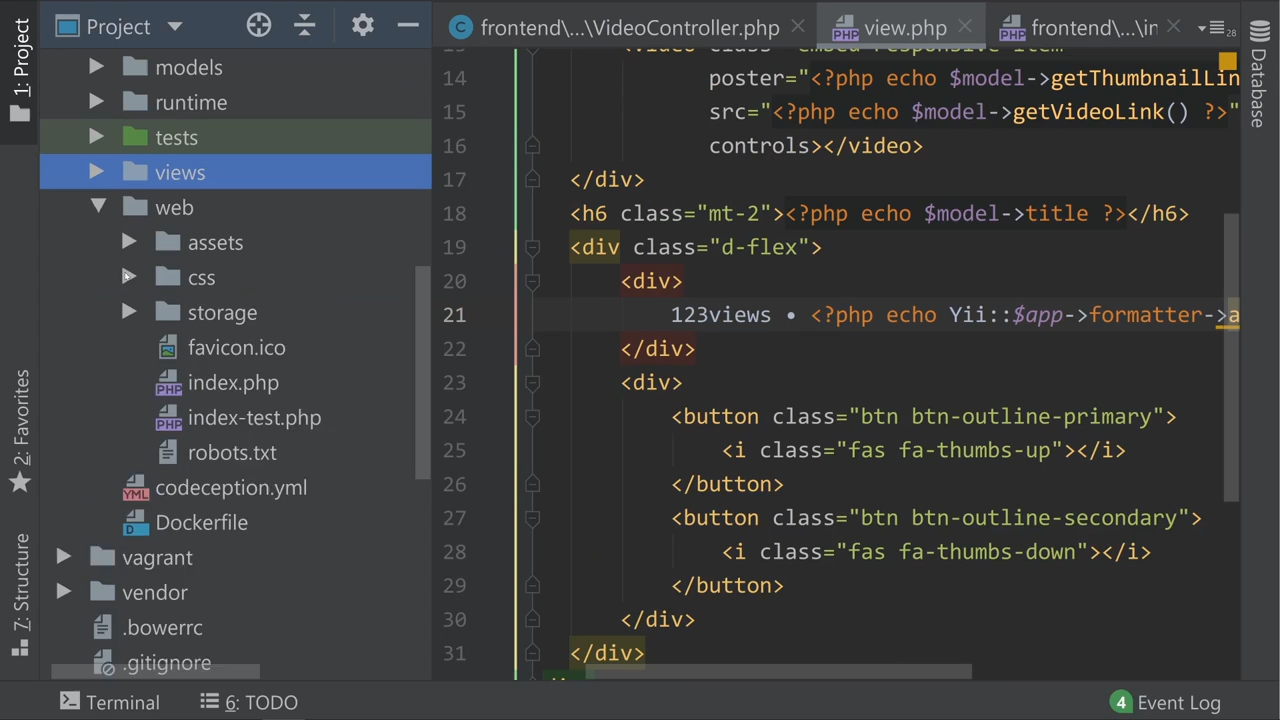 1: Project
2: Favorites
7: Structure
Project
models
runtime
tests
views
web
assets
css
storage
favicon.ico
index.php
index-test.php
robots.txt
codeception.yml
Dockerfile
vagrant
vendor
.bowerrc
.gitignore
frontend\...\VideoController.php
view.php
frontend\...\in
28
Database
14 poster="<?php echo $model->getThumbnailLin
15 src="<?php echo $model->getVideoLink() ?>"
16 controls></video>
17 </div>
18 <h6 class="mt-2"><?php echo $model->title ?></h6>
19 <div class="d-flex">
20 <div>
21 123views • <?php echo Yii::$app->formatter->a
22 </div>
23 <div>
24 <button class="btn btn-outline-primary">
25 <i class="fas fa-thumbs-up"></i>
26 </button>
27 <button class="btn btn-outline-secondary">
28 <i class="fas fa-thumbs-down"></i>
29 </button>
30 </div>
31 </div>
Terminal
6: TODO
4 Event Log